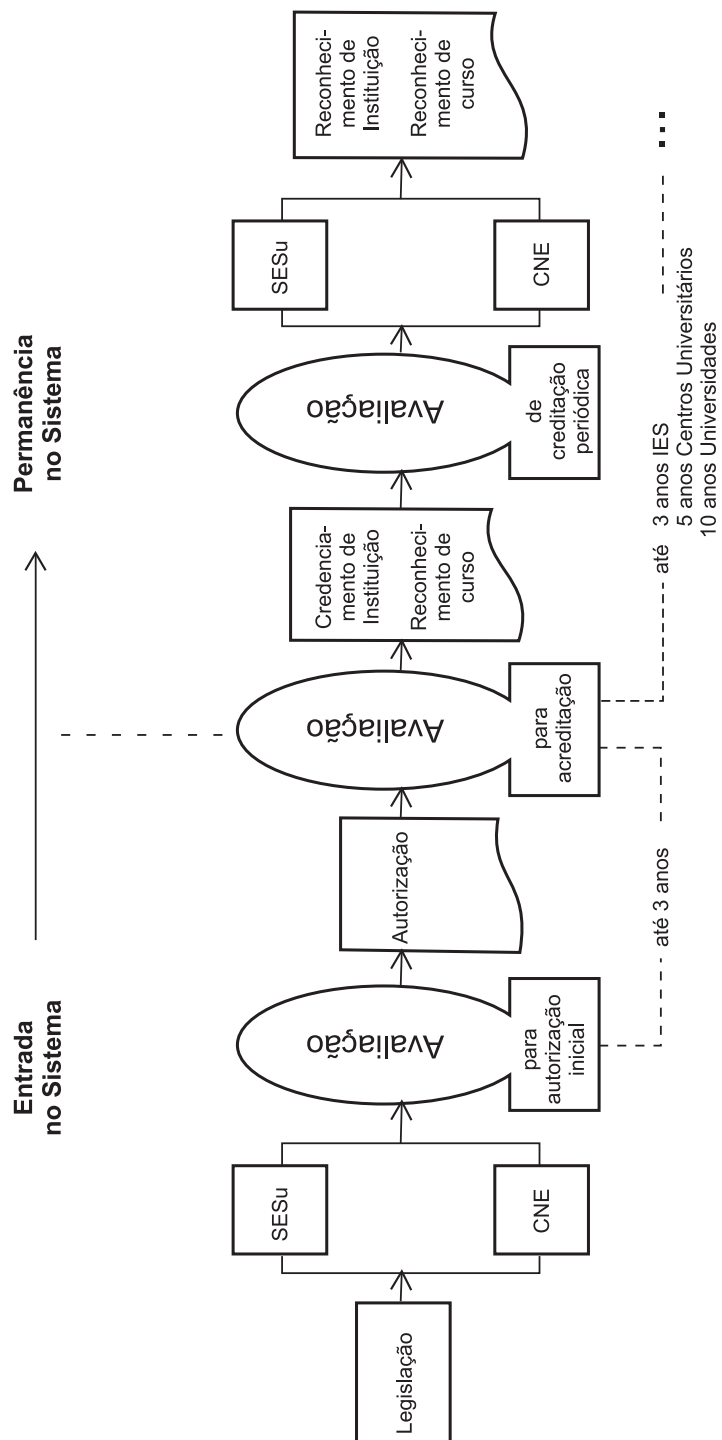 Entrada
no Sistema
Permanência
no Sistema
Legislação
SESu
CNE
Avaliação
para
autorização
inicial
Autorização
Avaliação
para
acreditação
Credencia-
mento de
Instituição
Reconheci-
mento de
curso
Avaliação
de
creditação
periódica
SESu
CNE
Reconheci-
mento de
Instituição
Reconheci-
mento de
curso
até 3 anos
até 3 anos IES
5 anos Centros Universitários
10 anos Universidades
...